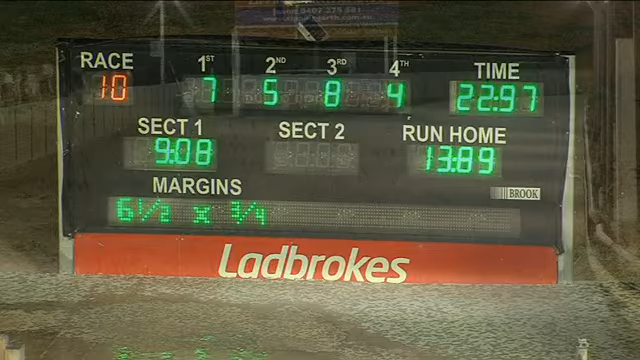 RACE 1ST 2ND 3RD 4TH TIME
10 7 5 8 4 22:97
SECT 1 SECT 2 RUN HOME
9:08 13:89
MARGINS
BROOK
6 1/2 x 3/4
Ladbrokes